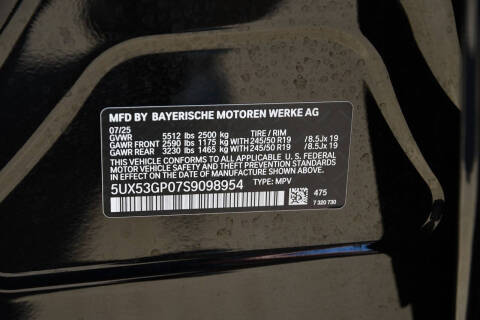 MFD BY BAYERISCHE MOTOREN WERKE AG
07/25
GVWR 5512 lbs 2500 kg TIRE / RIM
GAWR FRONT 2590 lbs 1175 kg ** 245/50 R19 / 8.5Jx 19
GAWR REAR 3230 lbs 1465 kg ** 245/50 R19 / 8.5Jx 19
THIS VEHICLE CONFORMS TO ALL APPLICABLE U. S. FEDERAL
MOTOR VEHICLE SAFETY AND THEFT PREVENTION STANDARDS
IN EFFECT ON THE DATE OF MANUFACTURE SHOWN ABOVE.
5UX53GP07S9098954 TYPE: MPV
475
7 320 730